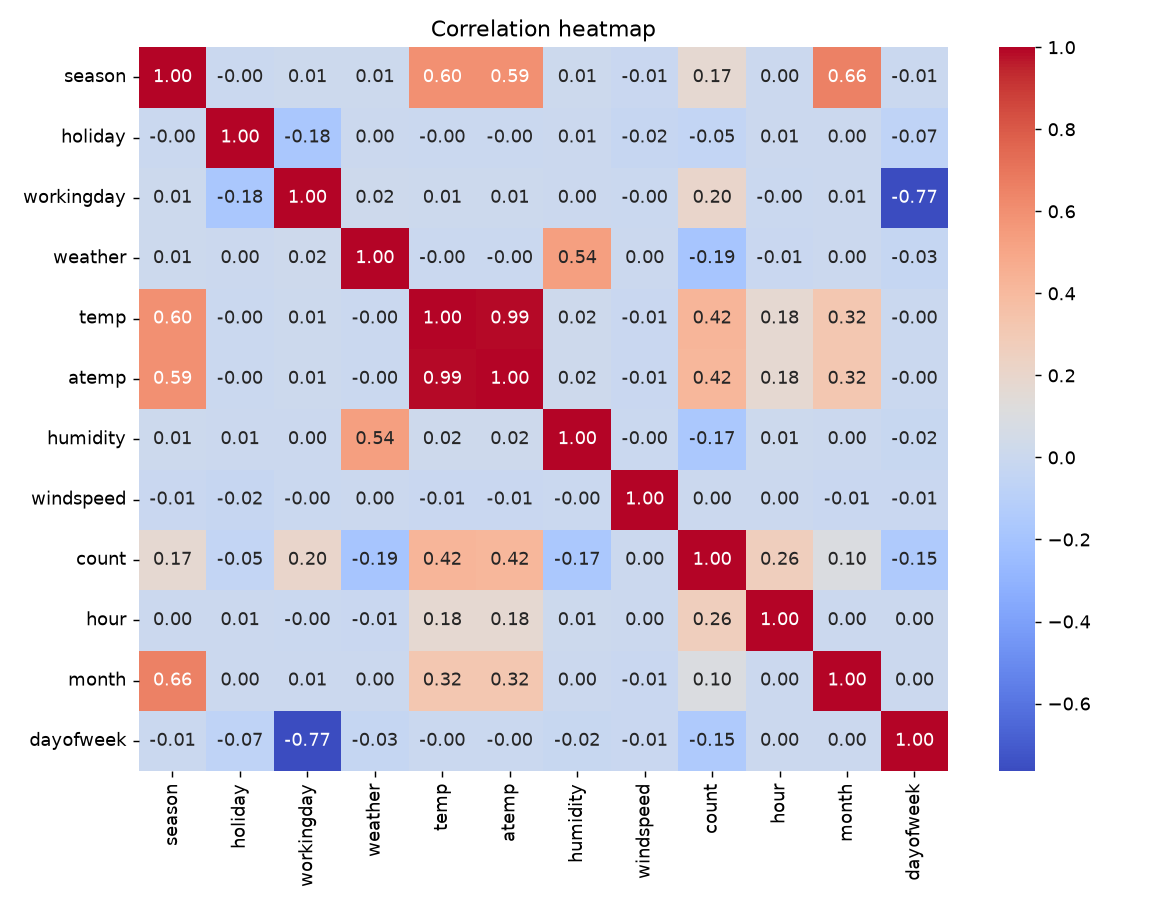 Correlation heatmap
season 1.00 -0.00 0.01 0.01 0.60 0.59 0.01 -0.01 0.17 0.00 0.66 -0.01
holiday -0.00 1.00 -0.18 0.00 -0.00 -0.00 0.01 -0.02 -0.05 0.01 0.00 -0.07
workingday 0.01 -0.18 1.00 0.02 0.01 0.01 0.00 -0.00 0.20 -0.00 0.01 -0.77
weather 0.01 0.00 0.02 1.00 -0.00 -0.00 0.54 0.00 -0.19 -0.01 0.00 -0.03
temp 0.60 -0.00 0.01 -0.00 1.00 0.99 0.02 -0.01 0.42 0.18 0.32 -0.00
atemp 0.59 -0.00 0.01 -0.00 0.99 1.00 0.02 -0.01 0.42 0.18 0.32 -0.00
humidity 0.01 0.01 0.00 0.54 0.02 0.02 1.00 -0.00 -0.17 0.01 0.00 -0.02
windspeed -0.01 -0.02 -0.00 0.00 -0.01 -0.01 -0.00 1.00 0.00 0.00 -0.01 -0.01
count 0.17 -0.05 0.20 -0.19 0.42 0.42 -0.17 0.00 1.00 0.26 0.10 -0.15
hour 0.00 0.01 -0.00 -0.01 0.18 0.18 0.01 0.00 0.26 1.00 0.00 0.00
month 0.66 0.00 0.01 0.00 0.32 0.32 0.00 -0.01 0.10 0.00 1.00 0.00
dayofweek -0.01 -0.07 -0.77 -0.03 -0.00 -0.00 -0.02 -0.01 -0.15 0.00 0.00 1.00
season holiday workingday weather temp atemp humidity windspeed count hour month dayofweek
1.0
0.8
0.6
0.4
0.2
0.0
−0.2
−0.4
−0.6